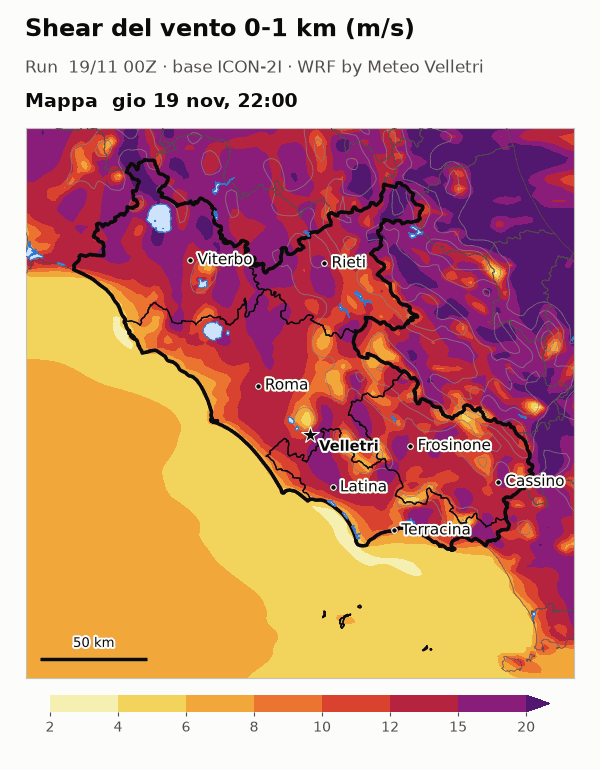 Shear del vento 0-1 km (m/s)
Run  19/11 00Z · base ICON-2I · WRF by Meteo Velletri
Mappa  gio 19 nov, 22:00
Viterbo
Rieti
Roma
Velletri
Frosinone
Latina
Cassino
Terracina
50 km
2 4 6 8 10 12 15 20